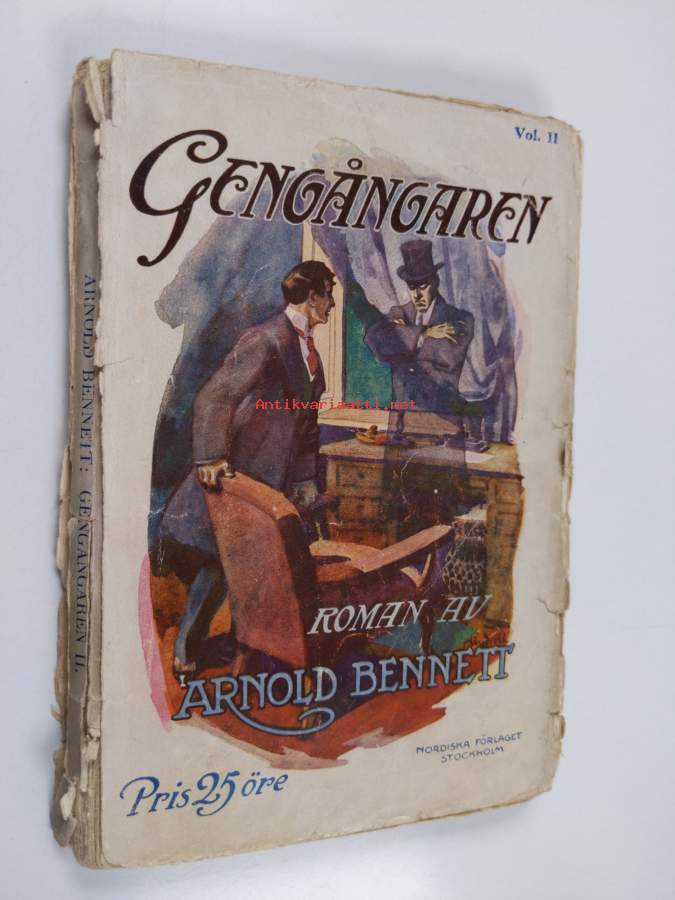 Vol. II
GENGÅNGAREN
ROMAN AV
ARNOLD BENNETT
NORDISKA FÖRLAGET
STOCKHOLM
Pris 25 öre
ARNOLD BENNETT: GENGÅNGAREN II.
Antikvariaatti.net